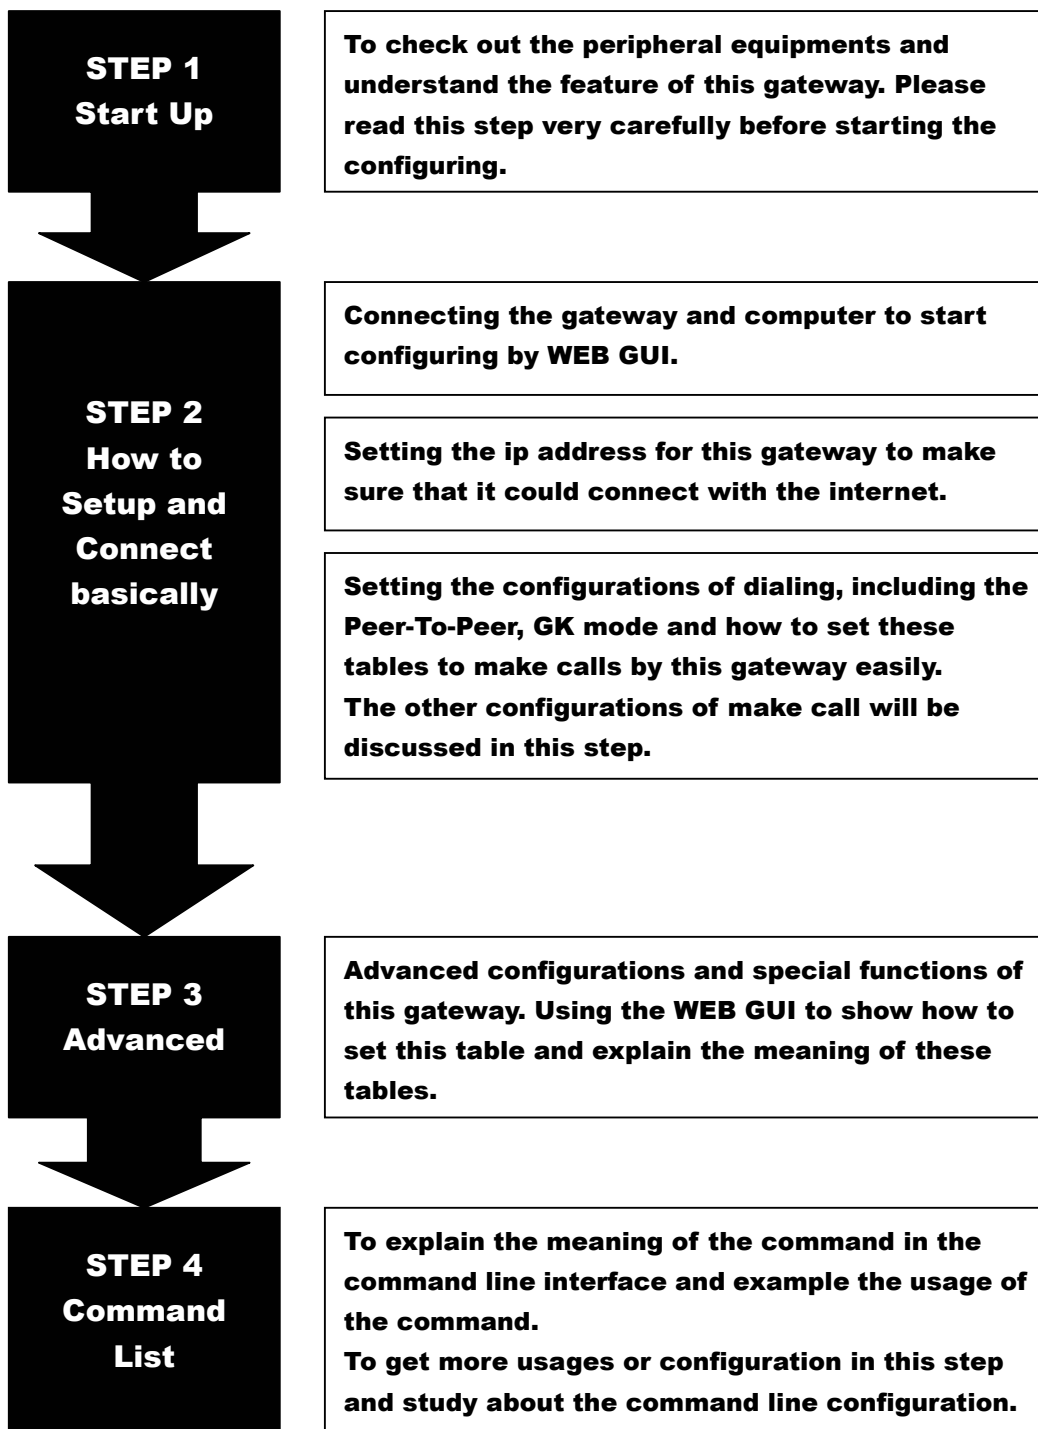 STEP 1
Start Up
To check out the peripheral equipments and
understand the feature of this gateway. Please
read this step very carefully before starting the
configuring.
STEP 2
How to
Setup and
Connect
basically
Connecting the gateway and computer to start
configuring by WEB GUI.
Setting the ip address for this gateway to make
sure that it could connect with the internet.
Setting the configurations of dialing, including the
Peer-To-Peer, GK mode and how to set these
tables to make calls by this gateway easily.
The other configurations of make call will be
discussed in this step.
STEP 3
Advanced
Advanced configurations and special functions of
this gateway. Using the WEB GUI to show how to
set this table and explain the meaning of these
tables.
STEP 4
Command
List
To explain the meaning of the command in the
command line interface and example the usage of
the command.
To get more usages or configuration in this step
and study about the command line configuration.